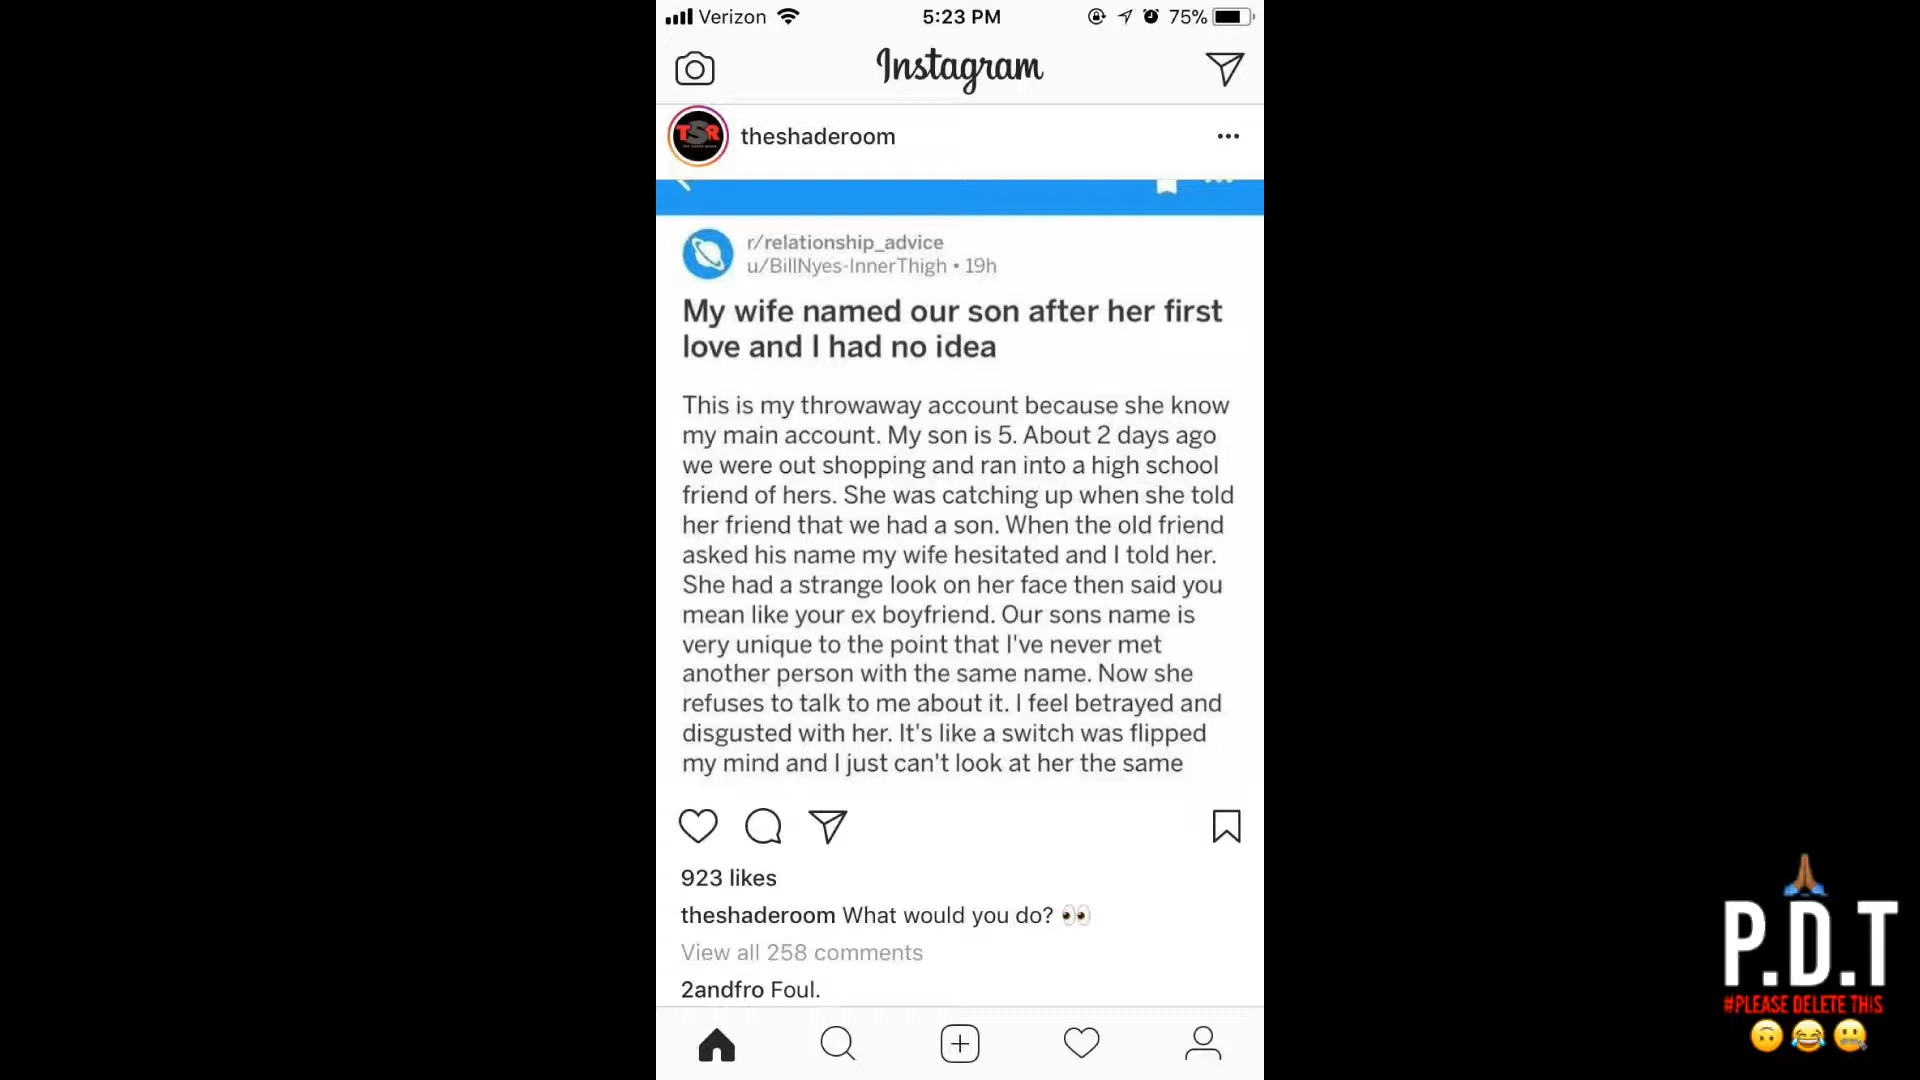 Verizon 5:23 PM 75%
Instagram
TSR theshaderoom
r/relationship_advice
u/BillNyes-InnerThigh • 19h
My wife named our son after her first
love and I had no idea
This is my throwaway account because she know
my main account. My son is 5. About 2 days ago
we were out shopping and ran into a high school
friend of hers. She was catching up when she told
her friend that we had a son. When the old friend
asked his name my wife hesitated and I told her.
She had a strange look on her face then said you
mean like your ex boyfriend. Our sons name is
very unique to the point that I've never met
another person with the same name. Now she
refuses to talk to me about it. I feel betrayed and
disgusted with her. It's like a switch was flipped
my mind and I just can't look at her the same
923 likes
theshaderoom What would you do? 👀
View all 258 comments
2andfro Foul.
P.D.T
#PLEASE DELETE THIS